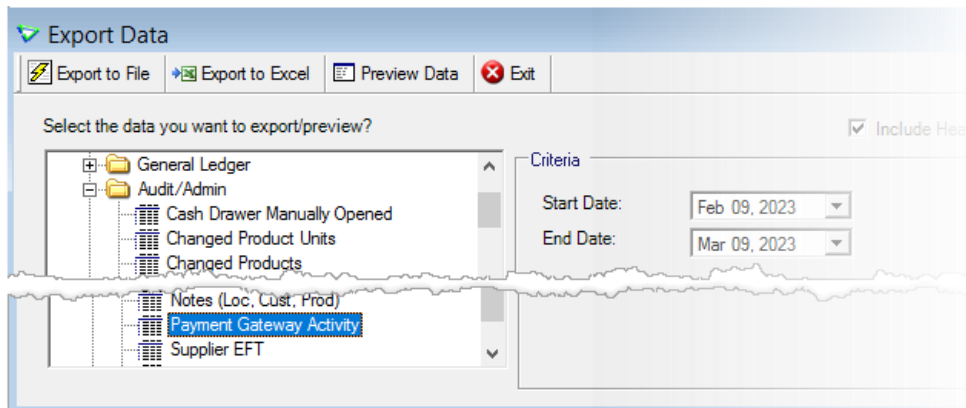 Export Data
Export to File Export to Excel Preview Data Exit
Select the data you want to export/preview?
Include
General Ledger
Audit/Admin
Cash Drawer Manually Opened
Changed Product Units
Changed Products
Notes (Loc, Cust, Prod)
Payment Gateway Activity
Supplier EFT
Criteria
Start Date: Feb 09, 2023
End Date: Mar 09, 2023